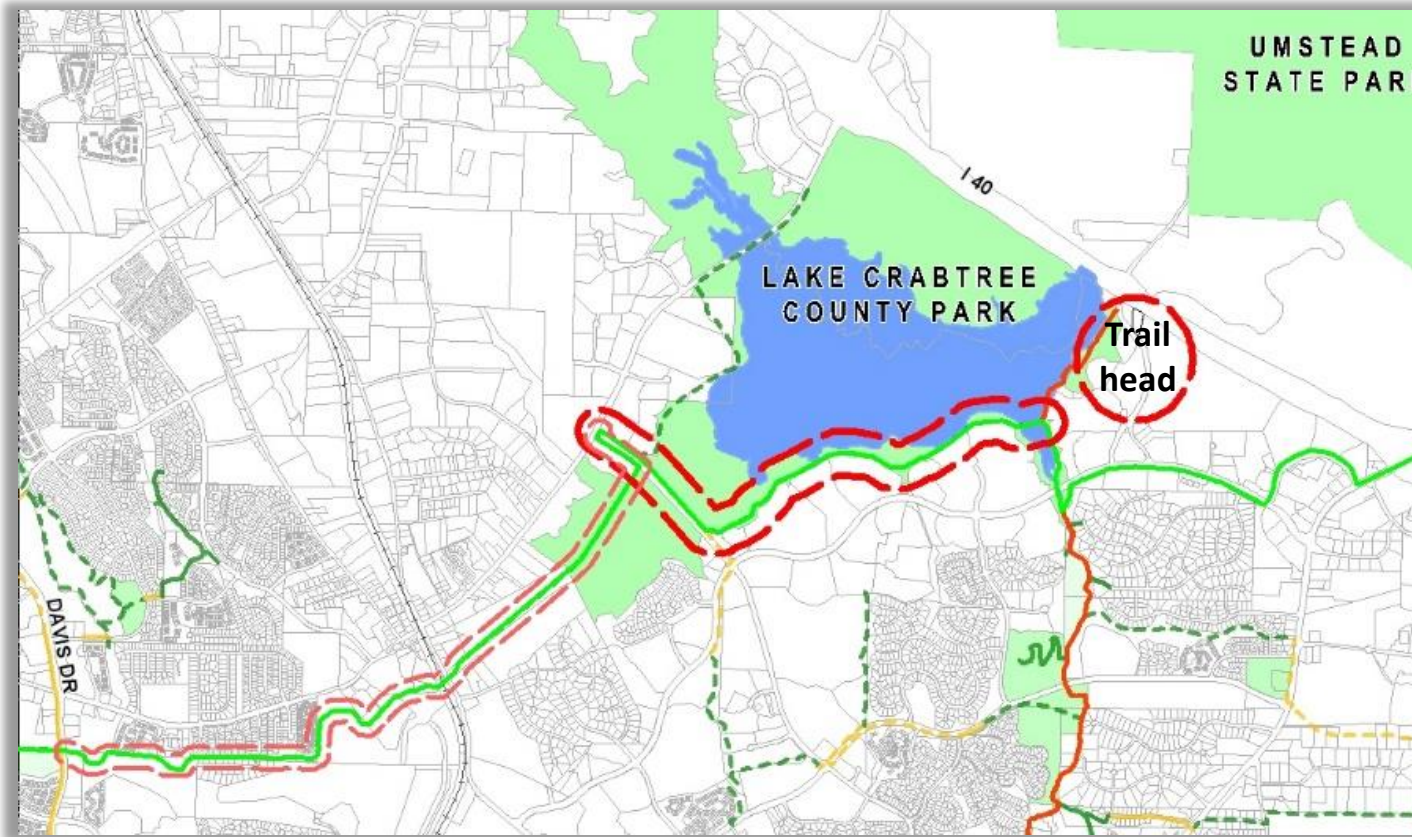 UMSTEAD
STATE PAR
I 40
LAKE CRABTREE
COUNTY PARK
Trail
head
DAVIS DR